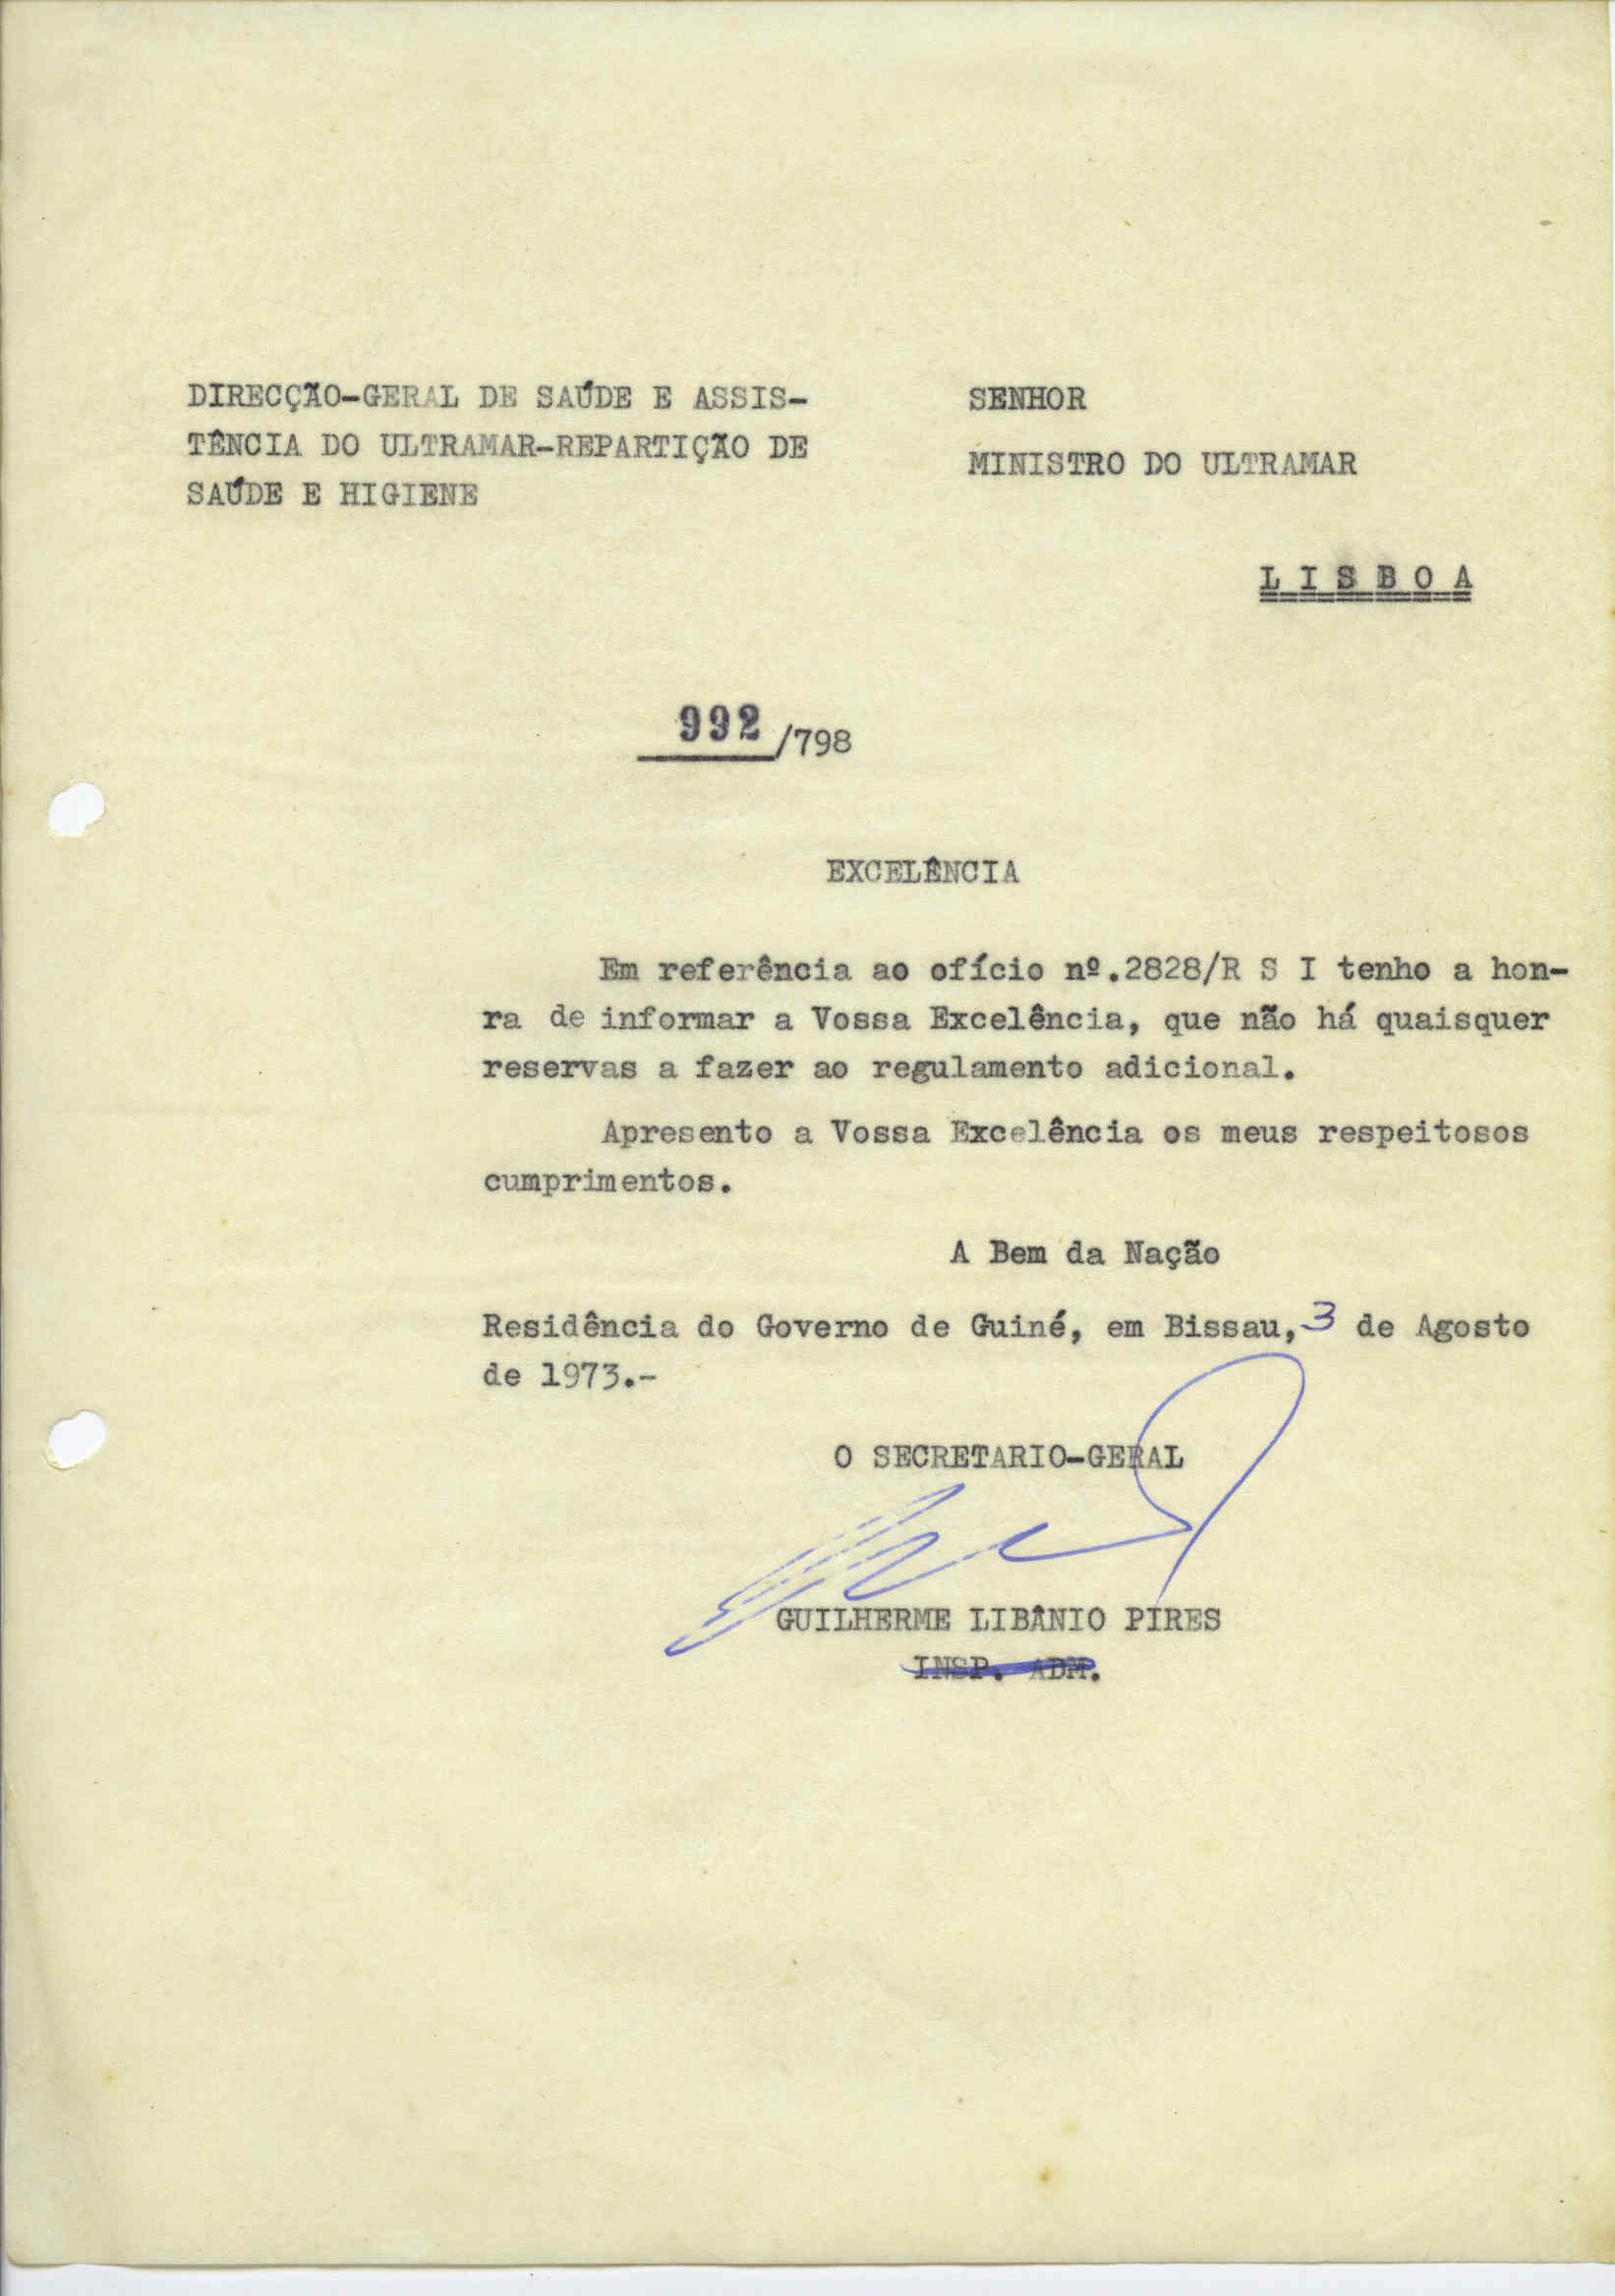 DIRECÇÃO-GERAL DE SAÚDE E ASSIS-
TÊNCIA DO ULTRAMAR-REPARTIÇÃO DE
SAÚDE E HIGIENE
SENHOR
MINISTRO DO ULTRAMAR
L I S B O A
992/798
EXCELÊNCIA
Em referência ao ofício nº.2828/R S I tenho a hon-
ra de informar a Vossa Excelência, que não há quaisquer
reservas a fazer ao regulamento adicional.
Apresento a Vossa Excelência os meus respeitosos
cumprimentos.
A Bem da Nação
Residência do Governo de Guiné, em Bissau, 3 de Agosto
de 1973.-
O SECRETARIO-GERAL
GUILHERME LIBÂNIO PIRES
INSP. ADM.